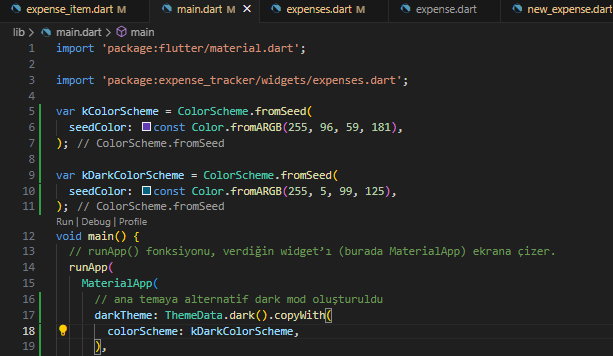 expense_item.dart M main.dart M expenses.dart M expense.dart new_expense.dart
lib > main.dart > main
1 import 'package:flutter/material.dart';
2
3 import 'package:expense_tracker/widgets/expenses.dart';
4
5 var kColorScheme = ColorScheme.fromSeed(
6 seedColor: const Color.fromARGB(255, 96, 59, 181),
7 ); // ColorScheme.fromSeed
8
9 var kDarkColorScheme = ColorScheme.fromSeed(
10 seedColor: const Color.fromARGB(255, 5, 99, 125),
11 ); // ColorScheme.fromSeed
Run | Debug | Profile
12 void main() {
13 // runApp() fonksiyonu, verdiğin widget’ı (burada MaterialApp) ekrana çizer.
14 runApp(
15 MaterialApp(
16 // ana temaya alternatif dark mod oluşturuldu
17 darkTheme: ThemeData.dark().copyWith(
18 colorScheme: kDarkColorScheme,
19 ),